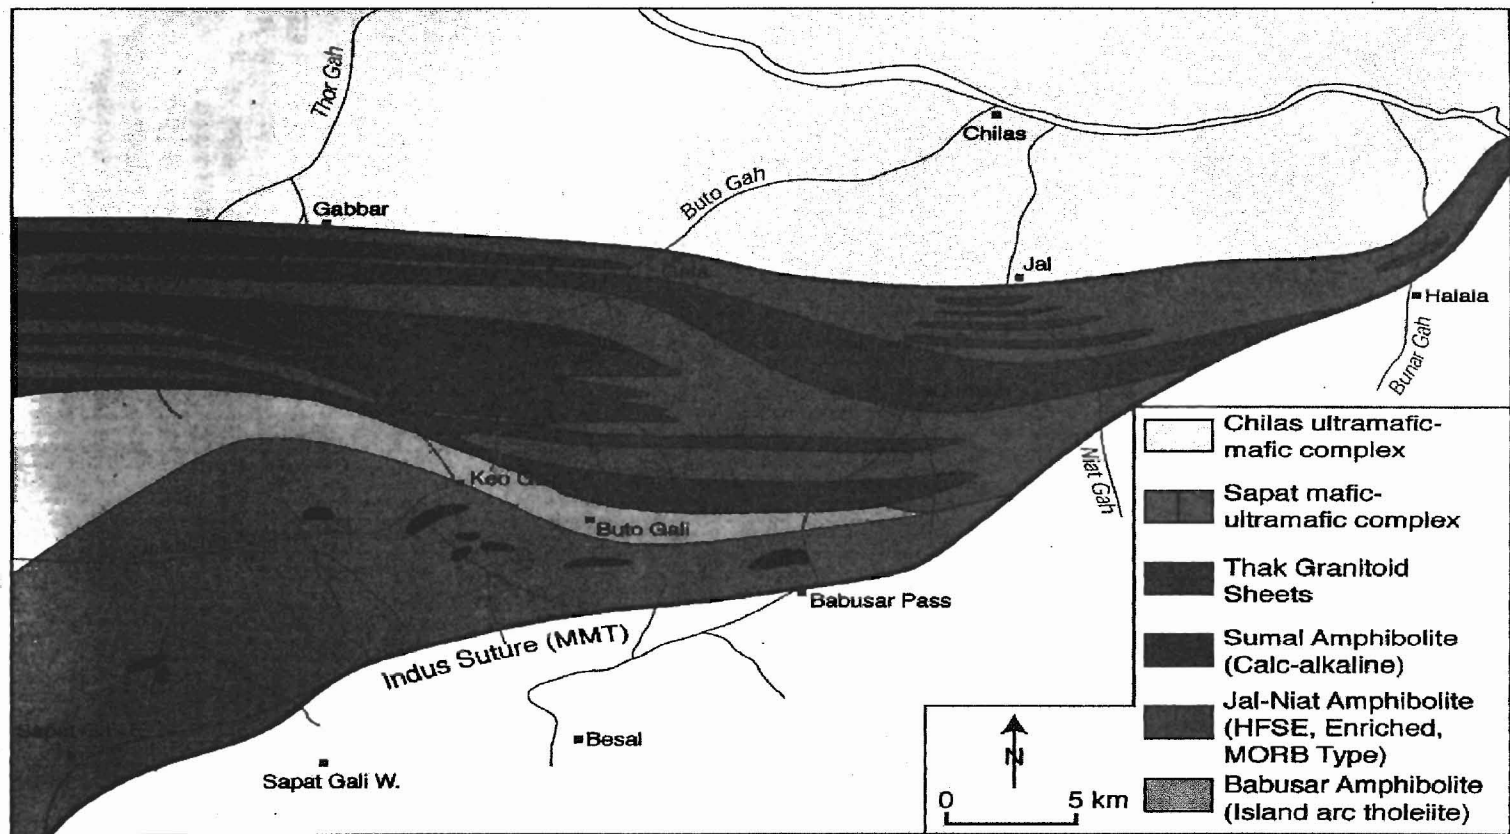 Thor Gah
Chilas
Buto Gah
Gabbar
Jal
Halala
Bunar Gah
Niat Gah
Buto Gali
Babusar Pass
Indus Suture (MMT)
Besal
Sapat Gali W.
N
0 5 km
Chilas ultramafic-
mafic complex
Sapat mafic-
ultramafic complex
Thak Granitoid
Sheets
Sumal Amphibolite
(Calc-alkaline)
Jal-Niat Amphibolite
(HFSE, Enriched,
MORB Type)
Babusar Amphibolite
(Island arc tholeiite)